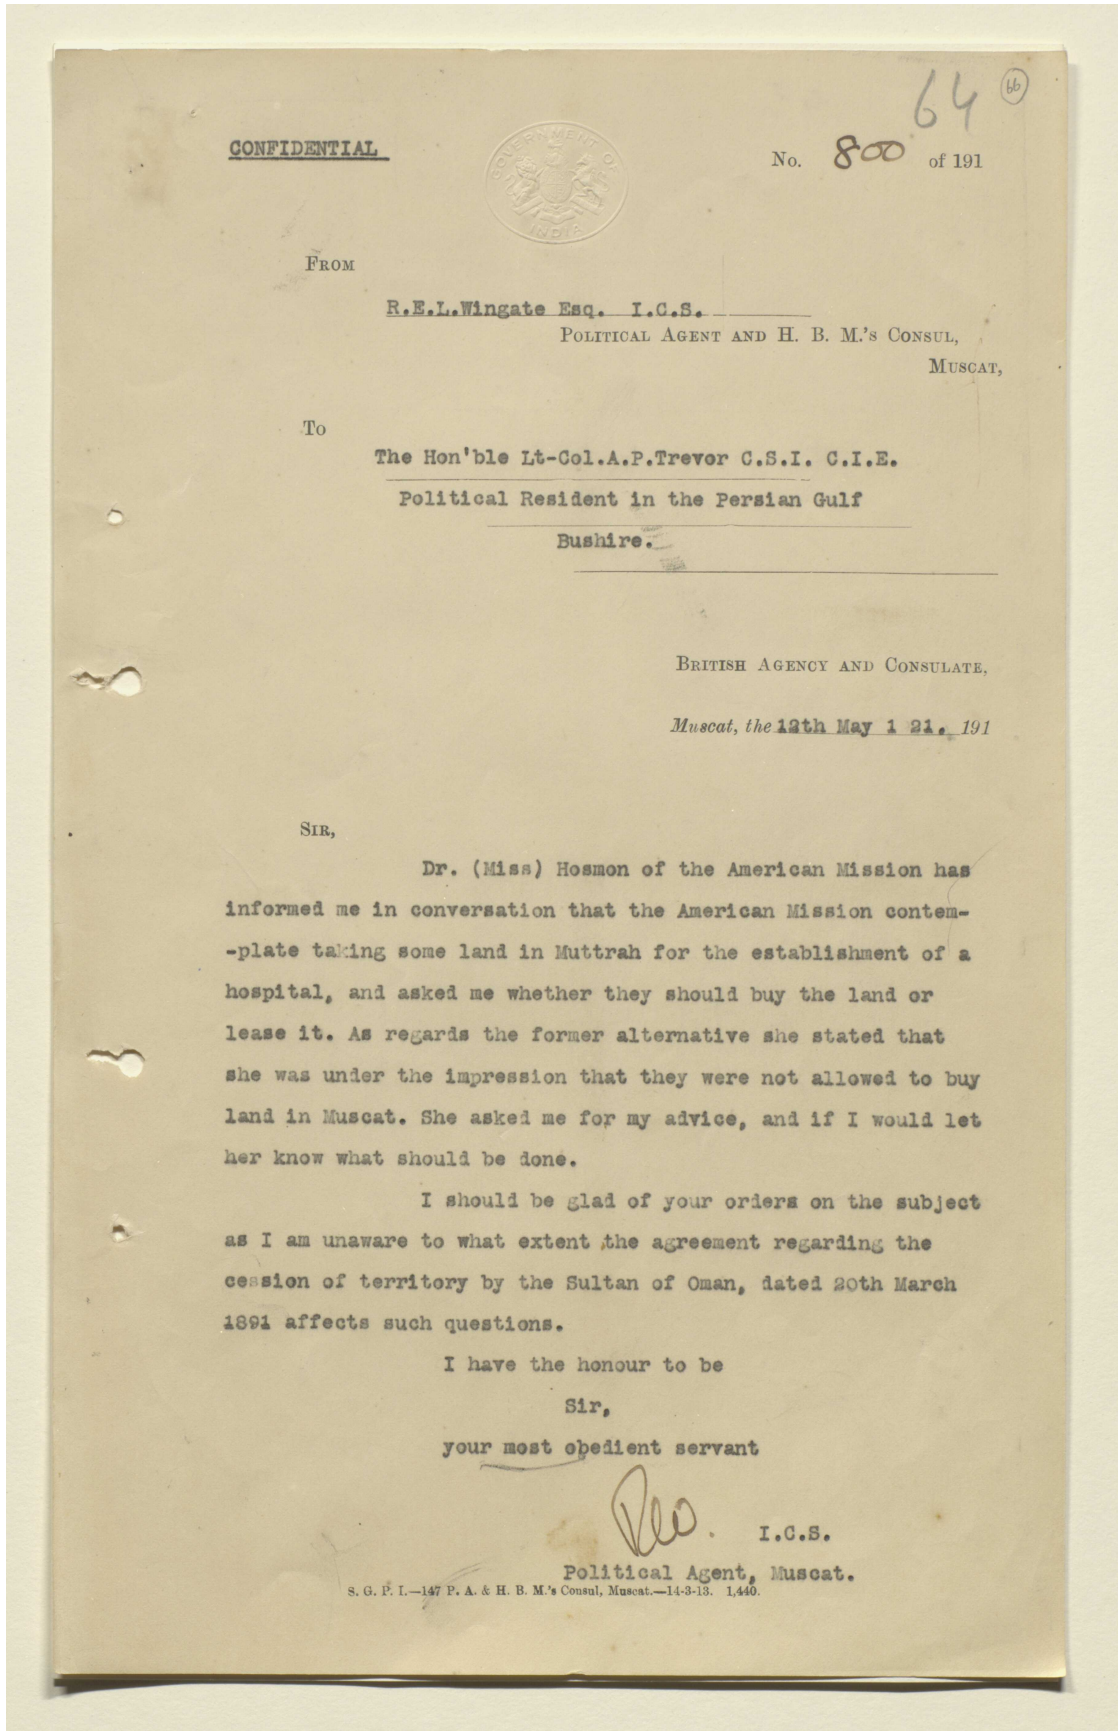 64
66
CONFIDENTIAL
GOVERNMENT OF
INDIA
No. 800 of 191
FROM
R.E.L.Wingate Esq. I.C.S.
POLITICAL AGENT AND H. B. M.'s CONSUL,
MUSCAT,
To
The Hon'ble Lt-Col.A.P.Trevor C.S.I. C.I.E.
Political Resident in the Persian Gulf
Bushire.
BRITISH AGENCY AND CONSULATE,
Muscat, the 12th May 1 21. 191
SIR,
Dr. (Miss) Hosmon of the American Mission has
informed me in conversation that the American Mission contem-
-plate taking some land in Muttrah for the establishment of a
hospital, and asked me whether they should buy the land or
lease it. As regards the former alternative she stated that
she was under the impression that they were not allowed to buy
land in Muscat. She asked me for my advice, and if I would let
her know what should be done.
I should be glad of your orders on the subject
as I am unaware to what extent the agreement regarding the
cession of territory by the Sultan of Oman, dated 20th March
1891 affects such questions.
I have the honour to be
Sir,
your most obedient servant
I.C.S.
Political Agent, Muscat.
S. G. P. I.—147 P. A. & H. B. M.'s Consul, Muscat.—14-3-13. 1,440.